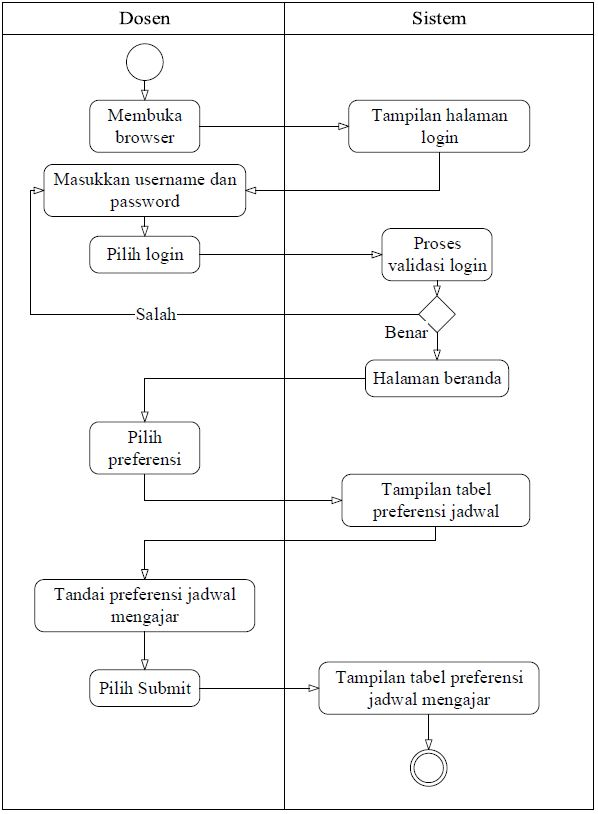 Dosen
Sistem
Membuka
browser
Tampilan halaman
login
Masukkan username dan
password
Pilih login
Proses
validasi login
Salah
Benar
Halaman beranda
Pilih
preferensi
Tampilan tabel
preferensi jadwal
Tandai preferensi jadwal
mengajar
Pilih Submit
Tampilan tabel preferensi
jadwal mengajar